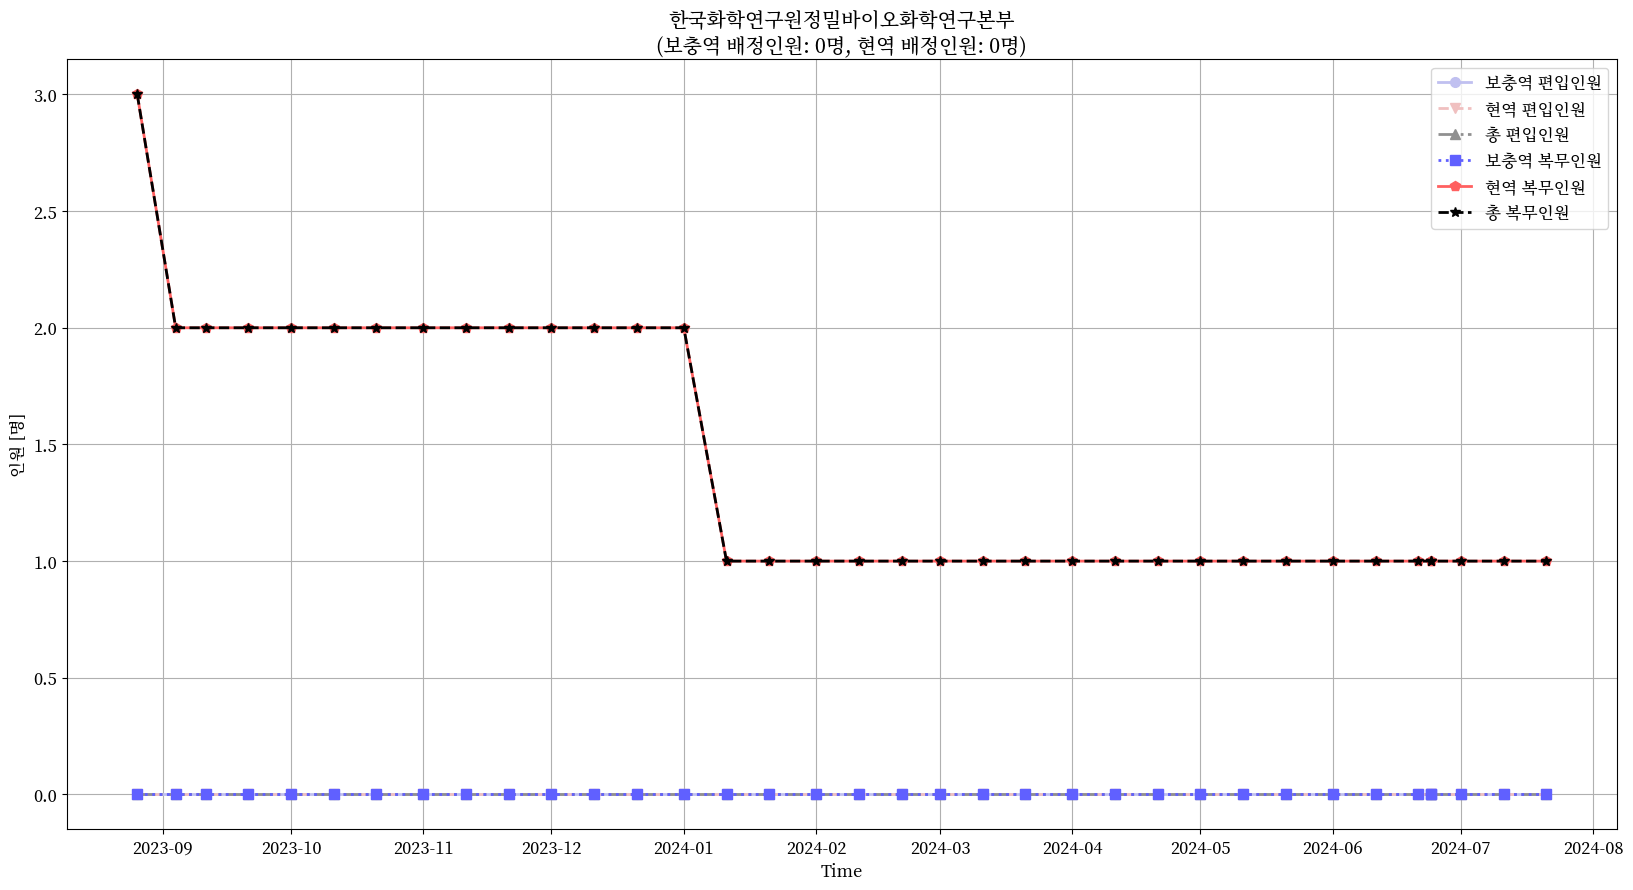 한국화학연구원정밀바이오화학연구본부
(보충역 배정인원: 0명, 현역 배정인원: 0명)
보충역 편입인원
현역 편입인원
총 편입인원
보충역 복무인원
현역 복무인원
총 복무인원
인원 [명]
3.0
2.5
2.0
1.5
1.0
0.5
0.0
2023-09
2023-10
2023-11
2023-12
2024-01
2024-02
2024-03
2024-04
2024-05
2024-06
2024-07
2024-08
Time